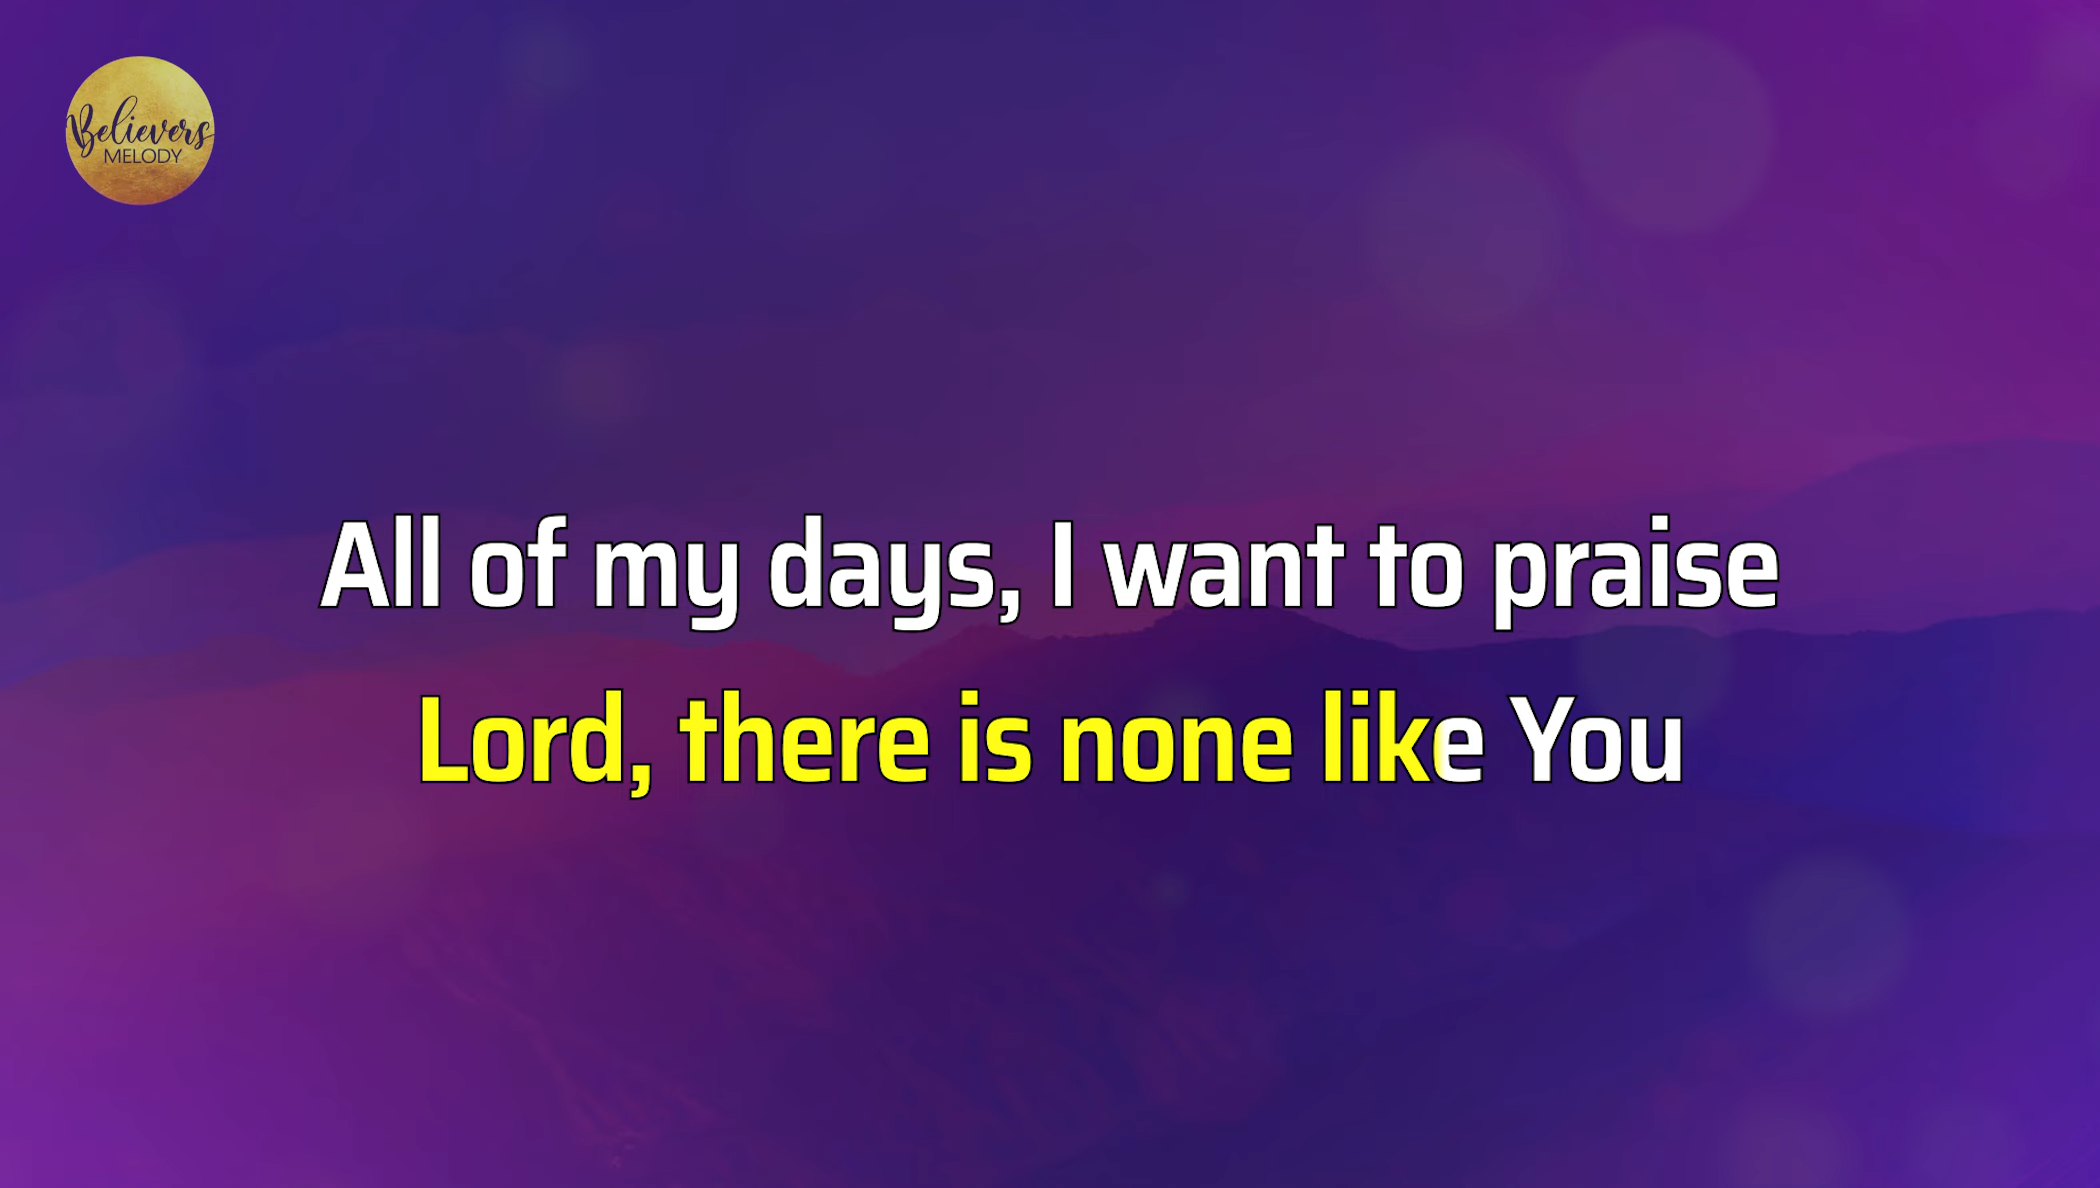 Believers
MELODY
All of my days, I want to praise
Lord, there is none like You